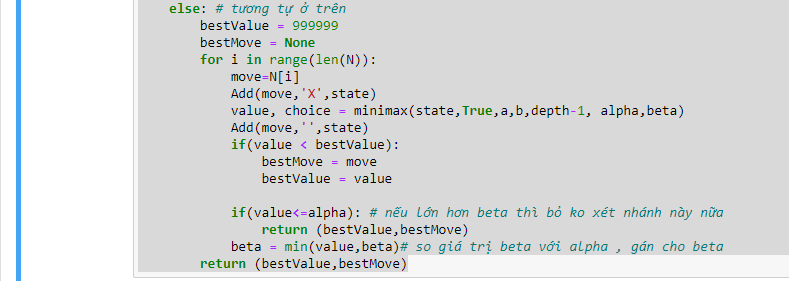 else: # tương tự ở trên
bestValue = 999999
bestMove = None
for i in range(len(N)):
move=N[i]
Add(move,'X',state)
value, choice = minimax(state,True,a,b,depth-1, alpha,beta)
Add(move,'',state)
if(value < bestValue):
bestMove = move
bestValue = value
if(value<=alpha): # nếu lớn hơn beta thì bỏ ko xét nhánh này nữa
return (bestValue,bestMove)
beta = min(value,beta)# so giá trị beta với alpha , gán cho beta
return (bestValue,bestMove)